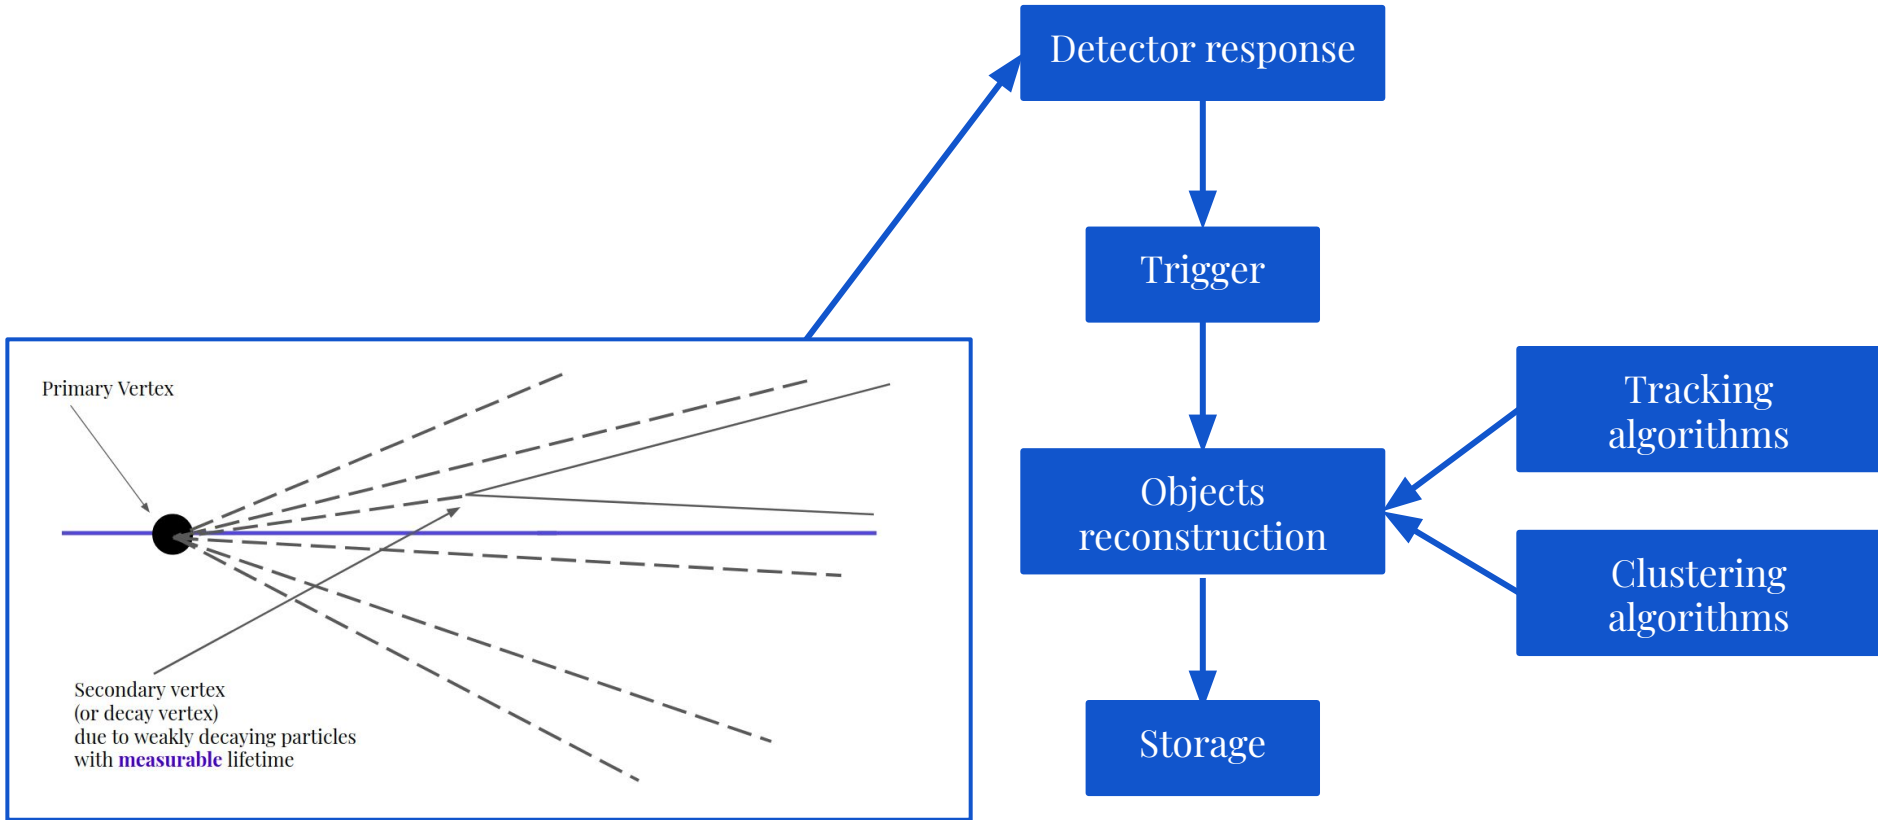 Detector response
Trigger
Primary Vertex
Secondary vertex
(or decay vertex)
due to weakly decaying particles
with measurable lifetime
Objects
reconstruction
Tracking
algorithms
Clustering
algorithms
Storage